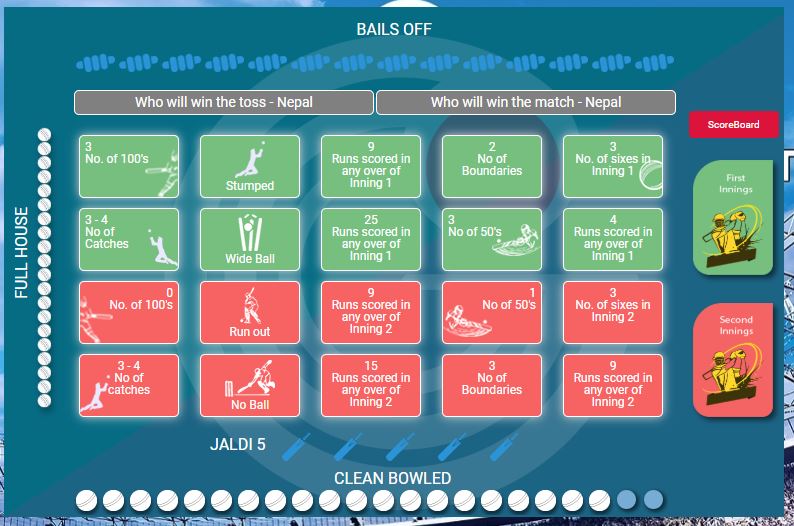 BAILS OFF
Who will win the toss - Nepal
Who will win the match - Nepal
ScoreBoard
FULL HOUSE
3
No. of 100's
Stumped
9
Runs scored in
any over of
Inning 1
2
No of
Boundaries
3
No. of sixes in
Inning 1
First
Innings
3 - 4
No of
Catches
Wide Ball
25
Runs scored in
any over of
Inning 1
3
No of 50's
4
Runs scored in
any over of
Inning 1
0
No. of 100's
Run out
9
Runs scored in
any over of
Inning 2
1
No of 50's
3
No. of sixes in
Inning 2
Second
Innings
3 - 4
No of
catches
No Ball
15
Runs scored in
any over of
Inning 2
3
No of
Boundaries
9
Runs scored in
any over of
Inning 2
JALDI 5
CLEAN BOWLED